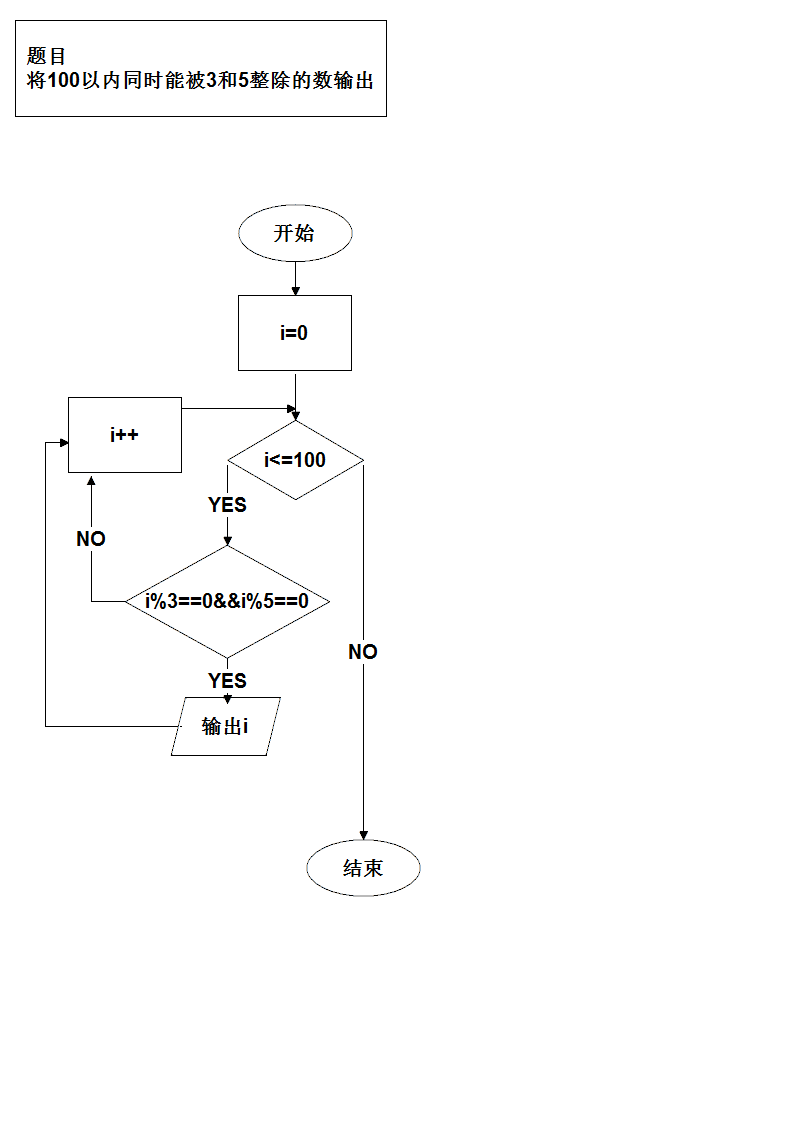 题目
将100以内同时能被3和5整除的数输出
开始
i=0
i++
i<=100
YES
NO
i%3==0&&i%5==0
NO
YES
输出i
结束